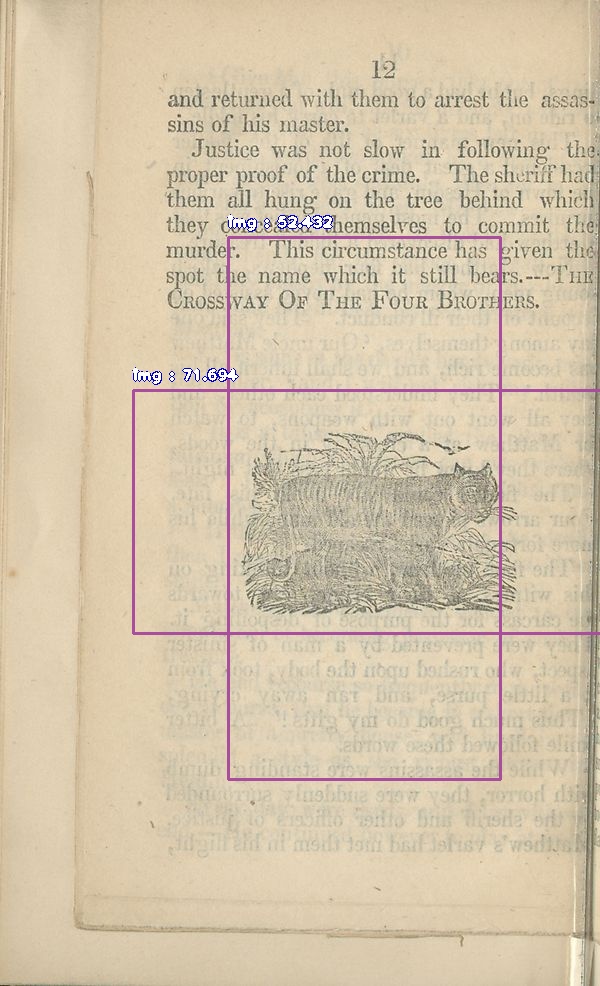 12
and returned with them to arrest the assas-
sins of his master.
Justice was not slow in following the
proper proof of the crime. The sheriff had
them all hung on the tree behind which
img : 52.432
they concealed themselves to commit the
murder. This circumstance has given the
spot the name which it still bears.---THE
CROSSWAY OF THE FOUR BROTHERS.
img : 71.694